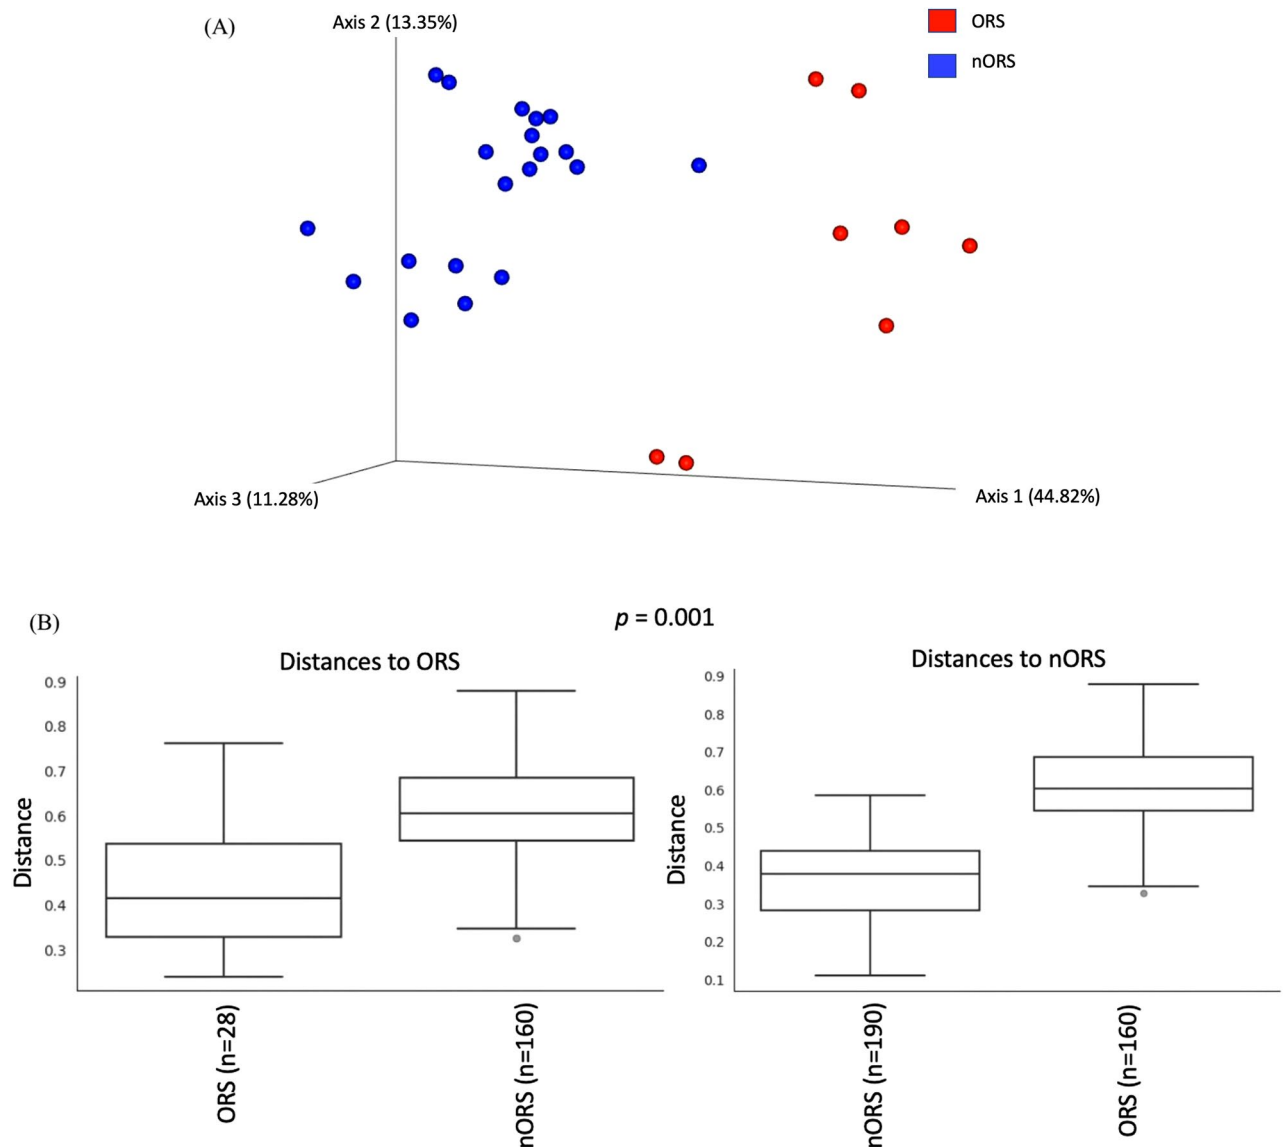 (A)
Axis 2 (13.35%)
ORS
nORS
Axis 3 (11.28%)
Axis 1 (44.82%)
(B)
p = 0.001
Distances to ORS
Distance
0.9
0.8
0.7
0.6
0.5
0.4
0.3
ORS (n=28)
nORS (n=160)
Distances to nORS
Distance
0.9
0.8
0.7
0.6
0.5
0.4
0.3
0.2
0.1
nORS (n=190)
ORS (n=160)